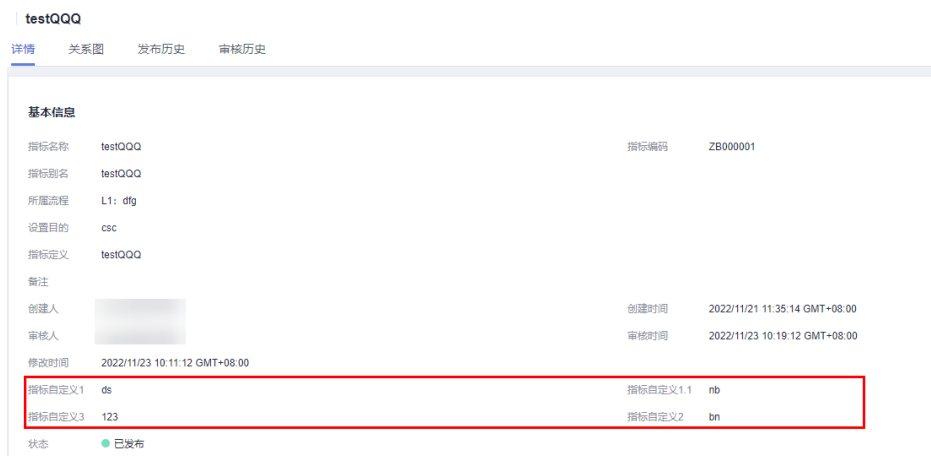 testQQQ
详情 关系图 发布历史 审核历史
基本信息
指标名称 testQQQ 指标编码 ZB000001
指标别名 testQQQ
所属流程 L1：dfg
设置目的 csc
指标定义 testQQQ
备注
创建人 创建时间 2022/11/21 11:35:14 GMT+08:00
审核人 审核时间 2022/11/23 10:19:12 GMT+08:00
修改时间 2022/11/23 10:11:12 GMT+08:00
指标自定义1 ds 指标自定义1.1 nb
指标自定义3 123 指标自定义2 bn
状态 已发布